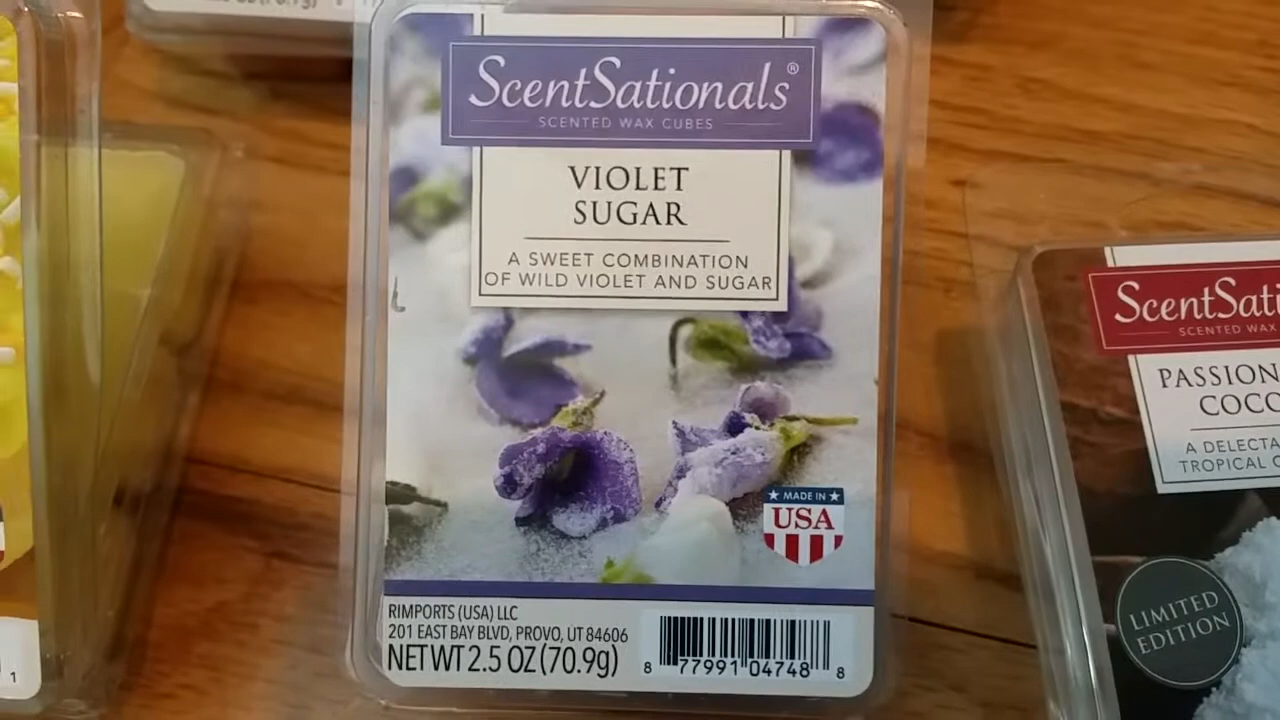 ScentSationals®
SCENTED WAX CUBES
VIOLET
SUGAR
A SWEET COMBINATION
OF WILD VIOLET AND SUGAR
MADE IN
USA
RIMPORTS (USA) LLC
201 EAST BAY BLVD, PROVO, UT 84606
NET WT 2.5 OZ (70.9g)
8 77991 04748 8
ScentSati
SCENTED WAX
PASSION
COCO
A DELECTA
TROPICAL
LIMITED
EDITION
1